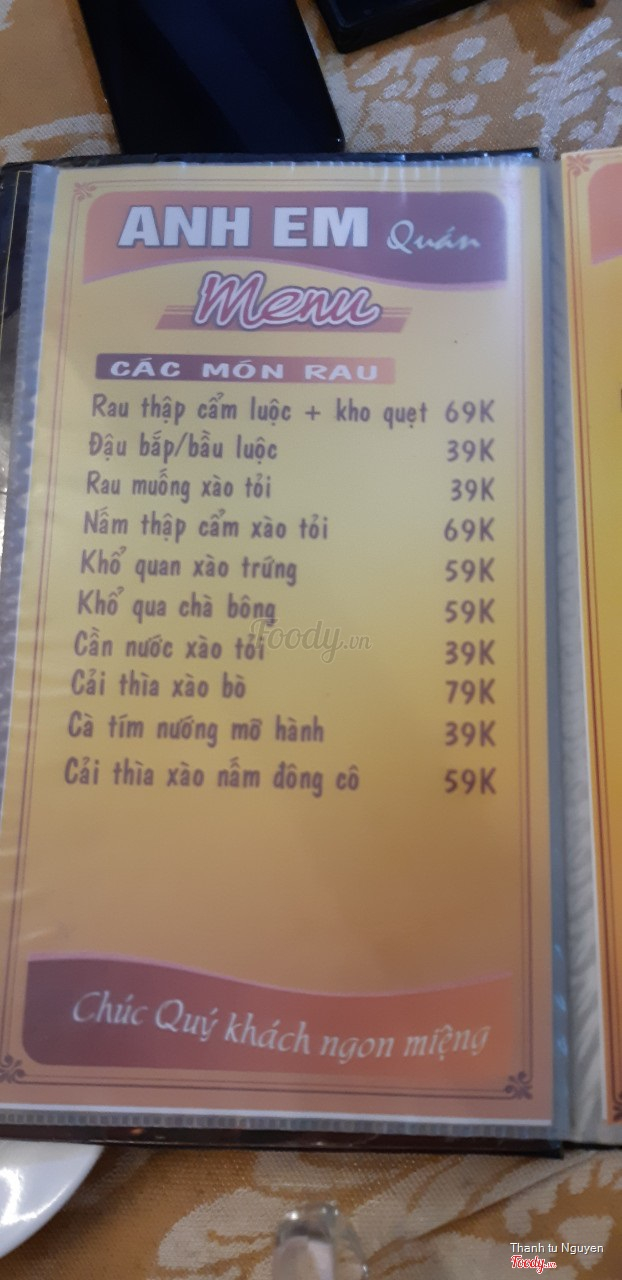 ANH EM Quán
Menu
CÁC MÓN RAU
Rau thập cẩm luộc + kho quẹt 69K
Đậu bắp/bầu luộc 39K
Rau muống xào tỏi 39K
Nấm thập cẩm xào tỏi 69K
Khổ quan xào trứng 59K
Khổ qua chà bông 59K
Cần nước xào tỏi 39K
Cải thìa xào bò 79K
Cà tím nướng mỡ hành 39K
Cải thìa xào nấm đông cô 59K
Foody.vn
Chúc Quý khách ngon miệng
Thanh tu Nguyen
Foody.vn